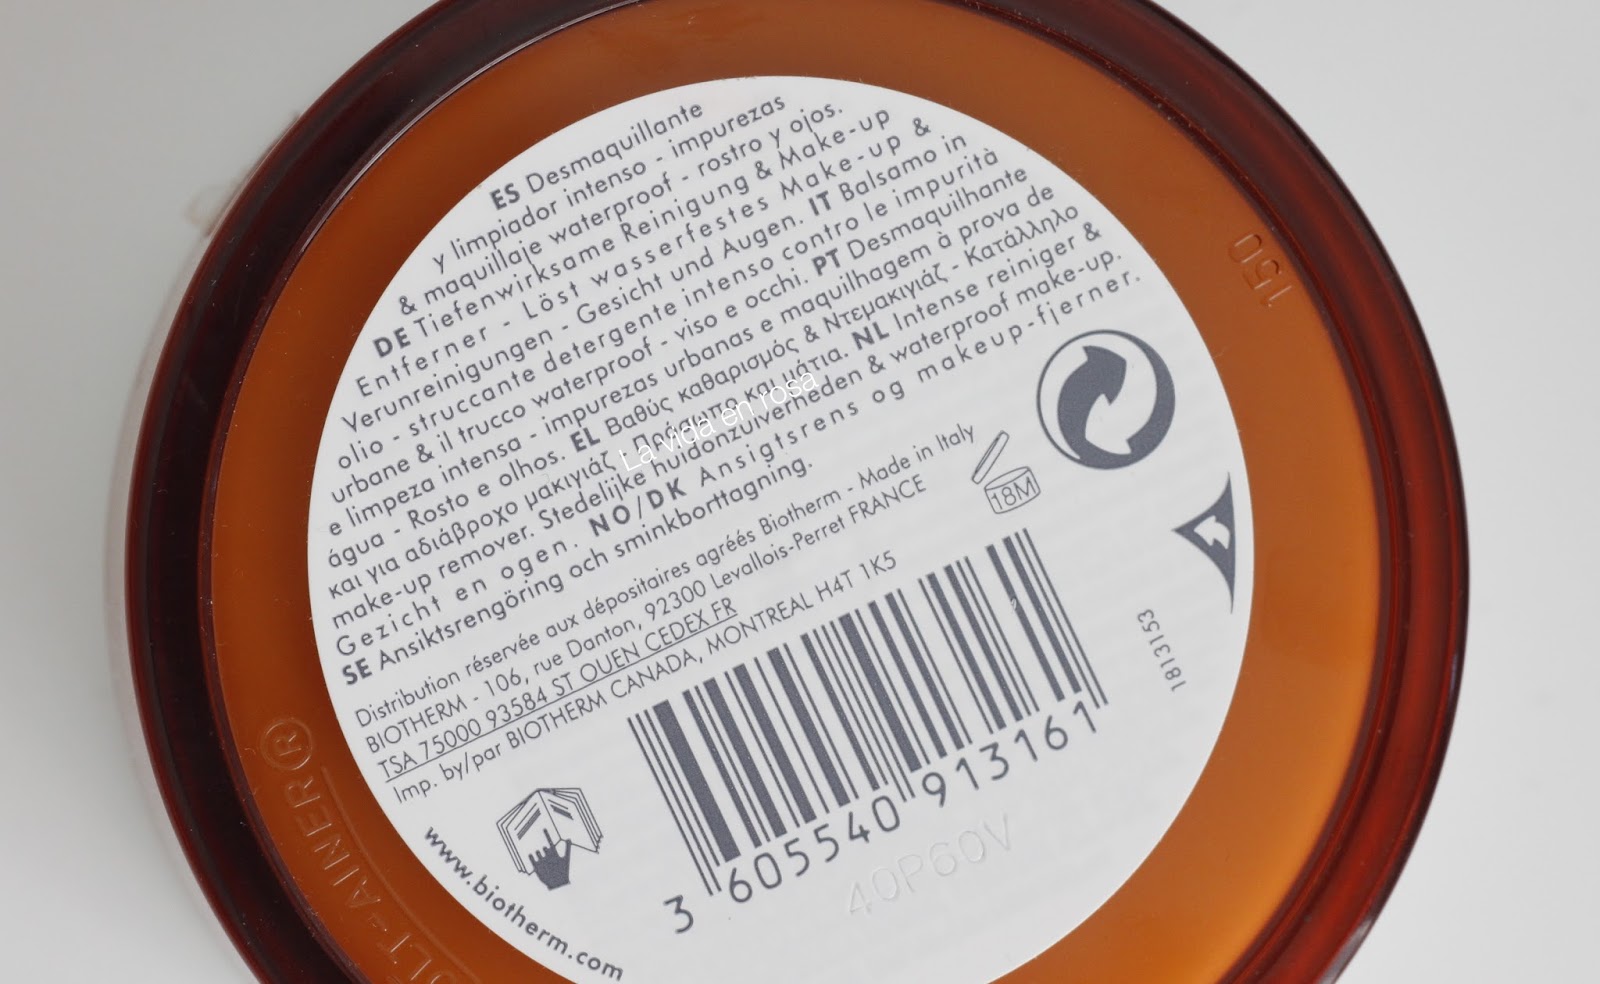 ES Desmaquillante
y limpiador intenso - impurezas
& maquillaje waterproof - rostro y ojos.
DE Tiefenwirksame Reinigung & Make-up
Entferner - Löst wasserfestes Make-up &
Verunreinigungen - Gesicht und Augen. IT Balsamo in
olio - struccante detergente intenso contro le impurità
urbane & il trucco waterproof - viso e occhi. PT Desmaquilhante
e limpeza intensa - impurezas urbanas e maquilhagem à prova de
água - Rosto e olhos. EL Βαθύς καθαρισμός & Ντεμακιγιάζ - Κατάλληλο
και για αδιάβροχο μακιγιάζ - Πρόσωπο και μάτια. NL Intense reiniger &
make-up remover. Stedelijke huidonzuiverheden & waterproof make-up.
Gezicht en ogen. NO/DK Ansigtsrens og makeup-fjerner.
SE Ansiktsrengöring och sminkborttagning.
La vida en rosa
Distribution réservée aux dépositaires agréés Biotherm - Made in Italy
BIOTHERM - 106, rue Danton, 92300 Levallois-Perret FRANCE
TSA 75000 93584 ST OUEN CEDEX FR
Imp. by/par BIOTHERM CANADA, MONTREAL H4T 1K5
18M
www.biotherm.com
3 605540 913161
40P60V
1813153
150
AINER®